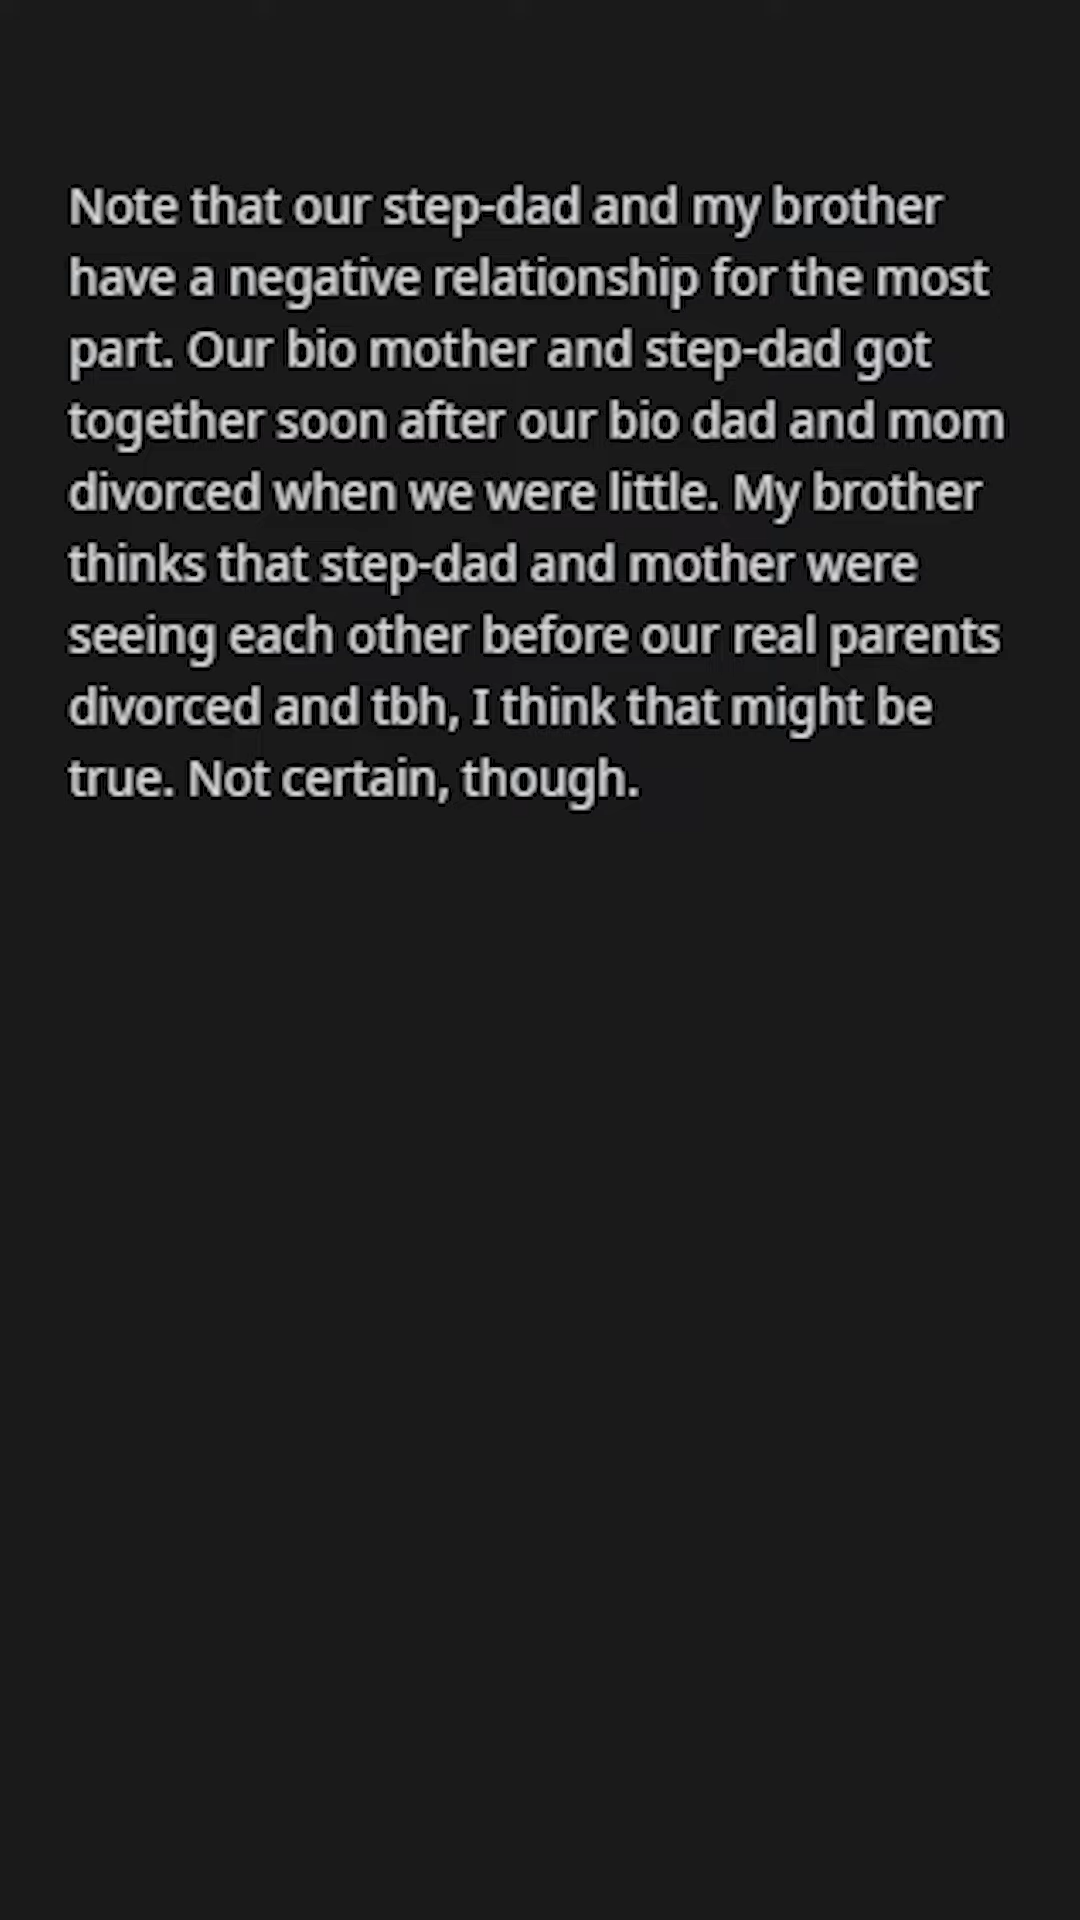 Note that our step-dad and my brother
have a negative relationship for the most
part. Our bio mother and step-dad got
together soon after our bio dad and mom
divorced when we were little. My brother
thinks that step-dad and mother were
seeing each other before our real parents
divorced and tbh, I think that might be
true. Not certain, though.